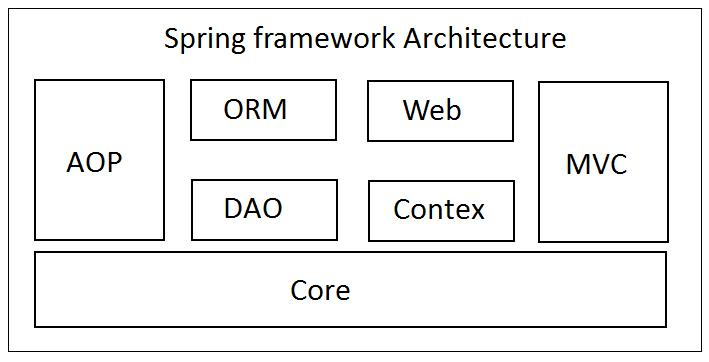 Spring framework Architecture
AOP
ORM
Web
MVC
DAO
Contex
Core